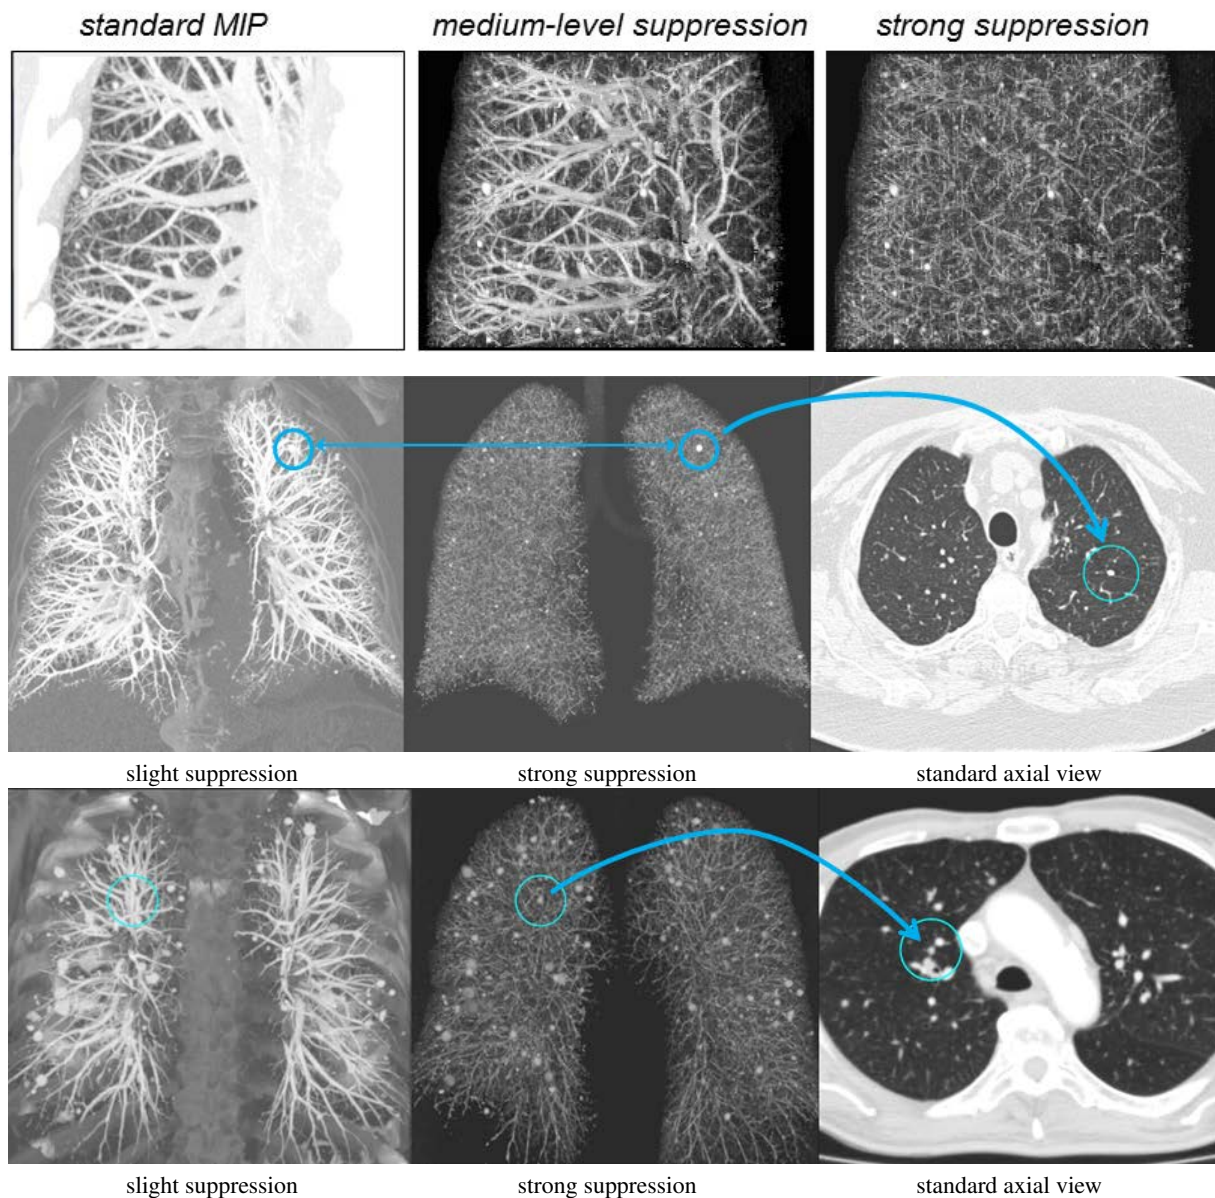 standard MIP medium-level suppression strong suppression
slight suppression strong suppression standard axial view
slight suppression strong suppression standard axial view